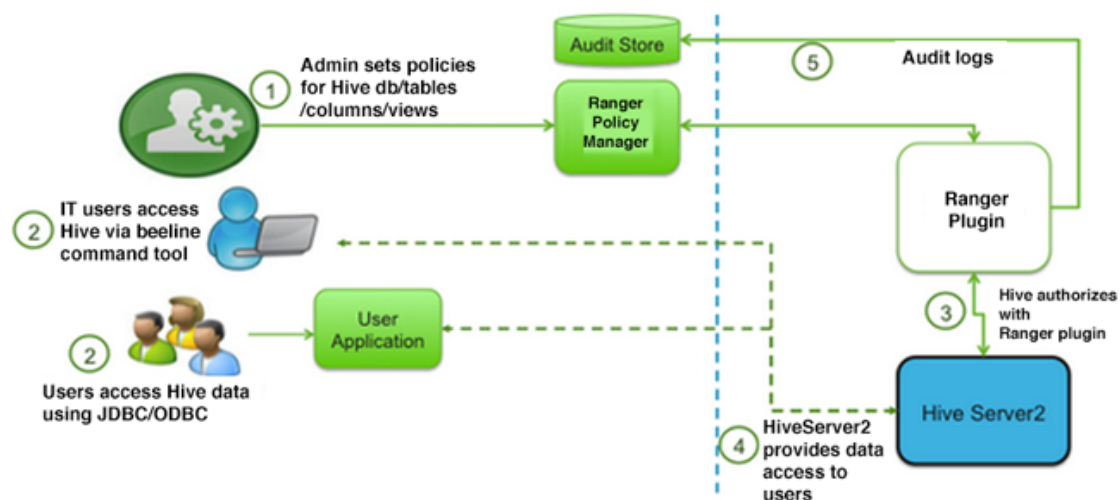 Audit Store
5
Audit logs
1
Admin sets policies
for Hive db/tables
/columns/views
Ranger
Policy
Manager
Ranger
Plugin
2
IT users access
Hive via beeline
command tool
3
Hive authorizes
with
Ranger plugin
User
Application
2
Users access Hive data
using JDBC/ODBC
Hive Server2
4
HiveServer2
provides data
access to
users